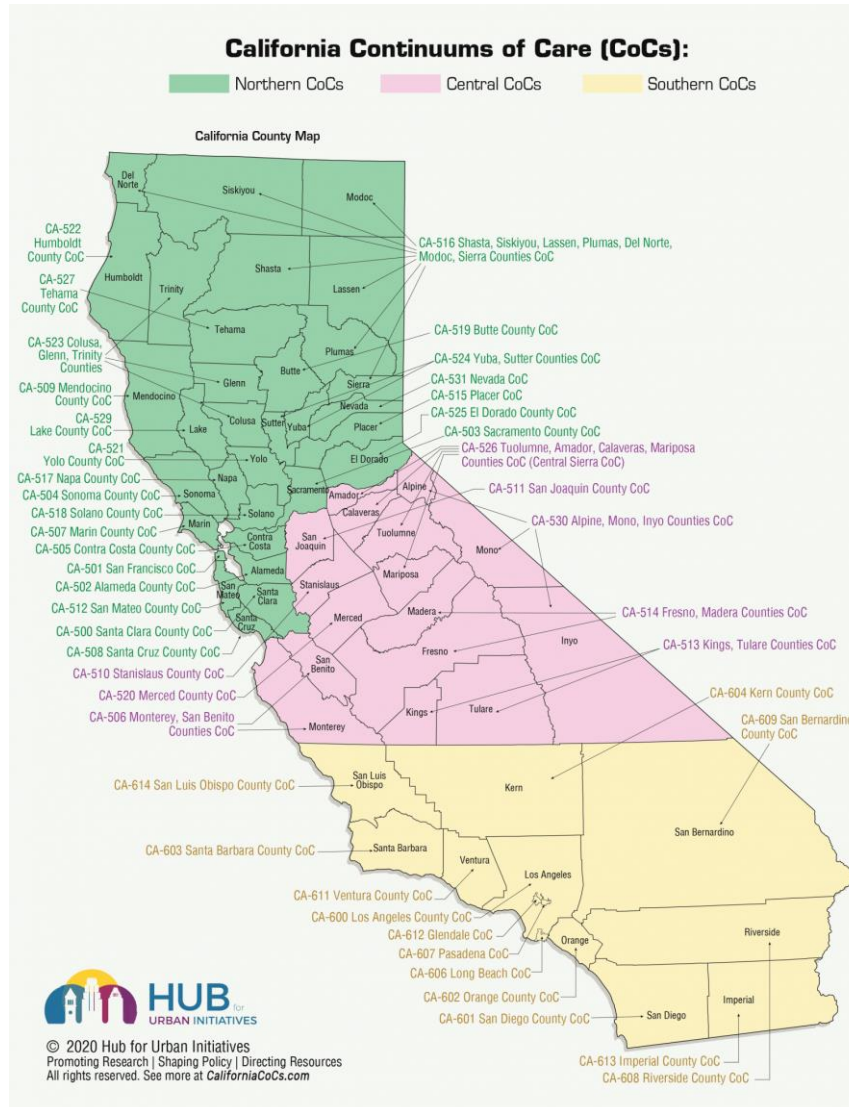 California Continuums of Care (CoCs):
Northern CoCs
Central CoCs
Southern CoCs
California County Map
Del
Norte
Siskiyou
Modoc
CA-522
Humboldt
County CoC
CA-516 Shasta, Siskiyou, Lassen, Plumas, Del Norte,
Modoc, Sierra Counties CoC
Humboldt
Trinity
Shasta
Lassen
CA-527
Tehama
County CoC
Tehama
Plumas
CA-519 Butte County CoC
CA-523 Colusa,
Glenn, Trinity
Counties
Butte
CA-524 Yuba, Sutter Counties CoC
Glenn
Sierra
CA-531 Nevada CoC
CA-509 Mendocino
County CoC
Mendocino
Nevada
CA-515 Placer CoC
Lake
Colusa
Sutter
Yuba
Placer
CA-525 El Dorado County CoC
CA-529
Lake County CoC
CA-503 Sacramento County CoC
CA-521
Yolo County CoC
Yolo
El Dorado
CA-526 Tuolumne, Amador, Calaveras, Mariposa
Counties CoC (Central Sierra CoC)
CA-517 Napa County CoC
Napa
Sacramento
Amador
Alpine
CA-511 San Joaquin County CoC
CA-504 Sonoma County CoC
Sonoma
Calaveras
CA-518 Solano County CoC
Solano
CA-507 Marin County CoC
Marin
Tuolumne
CA-530 Alpine, Mono, Inyo Counties CoC
CA-505 Contra Costa County CoC
Contra
Costa
San
Joaquin
Mono
CA-501 San Francisco CoC
Alameda
Mariposa
CA-502 Alameda County CoC
San
Mateo
Santa
Clara
Stanislaus
CA-512 San Mateo County CoC
Madera
CA-514 Fresno, Madera Counties CoC
CA-500 Santa Clara County CoC
Santa
Cruz
Merced
Inyo
CA-508 Santa Cruz County CoC
Fresno
CA-513 Kings, Tulare Counties CoC
CA-510 Stanislaus County CoC
San
Benito
CA-520 Merced County CoC
CA-604 Kern County CoC
CA-506 Monterey, San Benito
Counties CoC
Monterey
Kings
Tulare
CA-609 San Bernardino
County CoC
CA-614 San Luis Obispo County CoC
San Luis
Obispo
Kern
San Bernardino
CA-603 Santa Barbara County CoC
Santa Barbara
Ventura
Los Angeles
CA-611 Ventura County CoC
CA-600 Los Angeles County CoC
CA-612 Glendale CoC
CA-607 Pasadena CoC
Orange
Riverside
CA-606 Long Beach CoC
CA-602 Orange County CoC
CA-601 San Diego County CoC
San Diego
Imperial
CA-613 Imperial County CoC
CA-608 Riverside County CoC
HUB for
URBAN INITIATIVES
© 2020 Hub for Urban Initiatives
Promoting Research | Shaping Policy | Directing Resources
All rights reserved. See more at CaliforniaCoCs.com